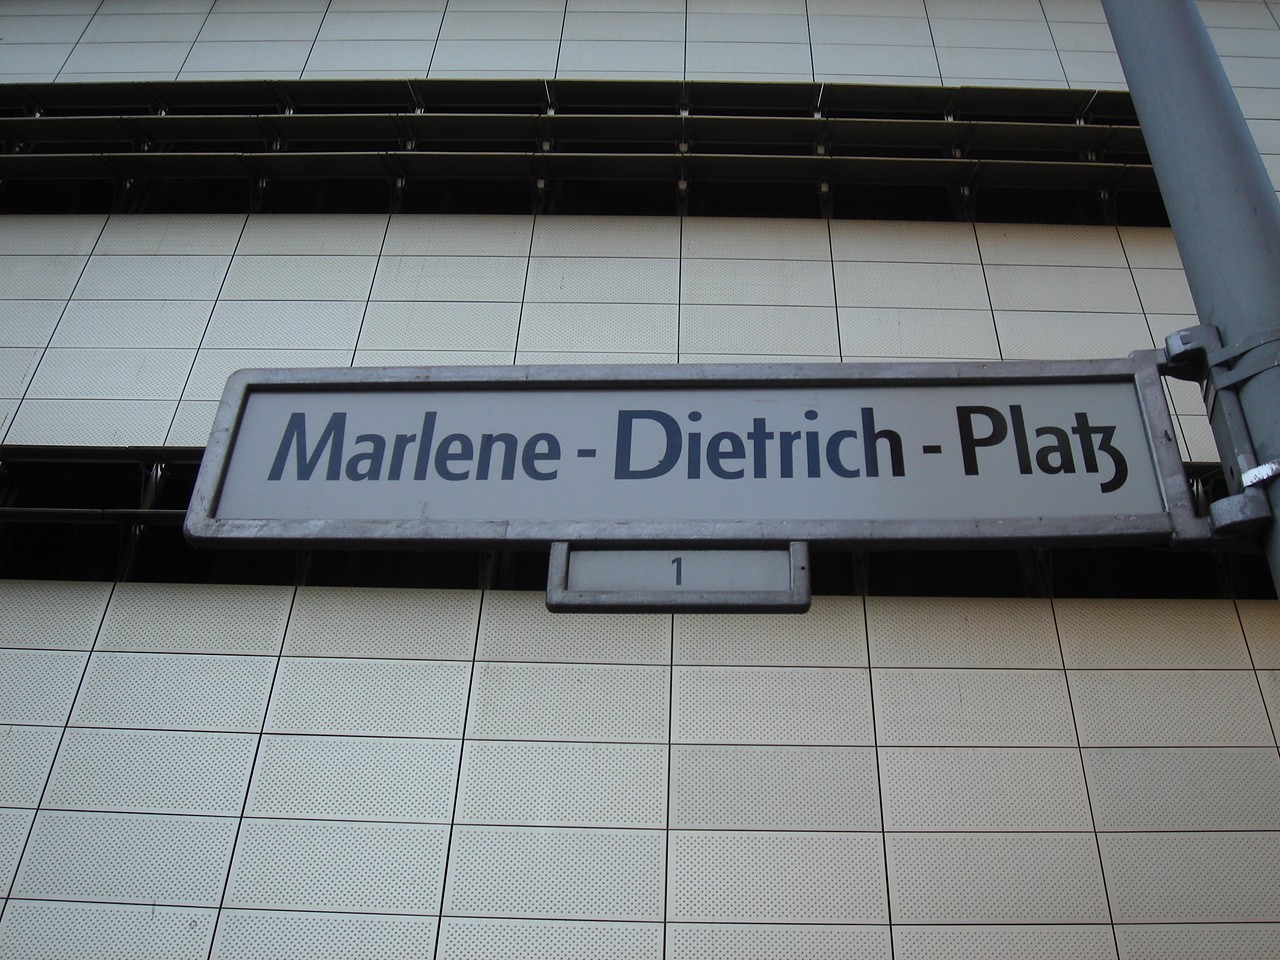 Marlene - Dietrich - Platz
1